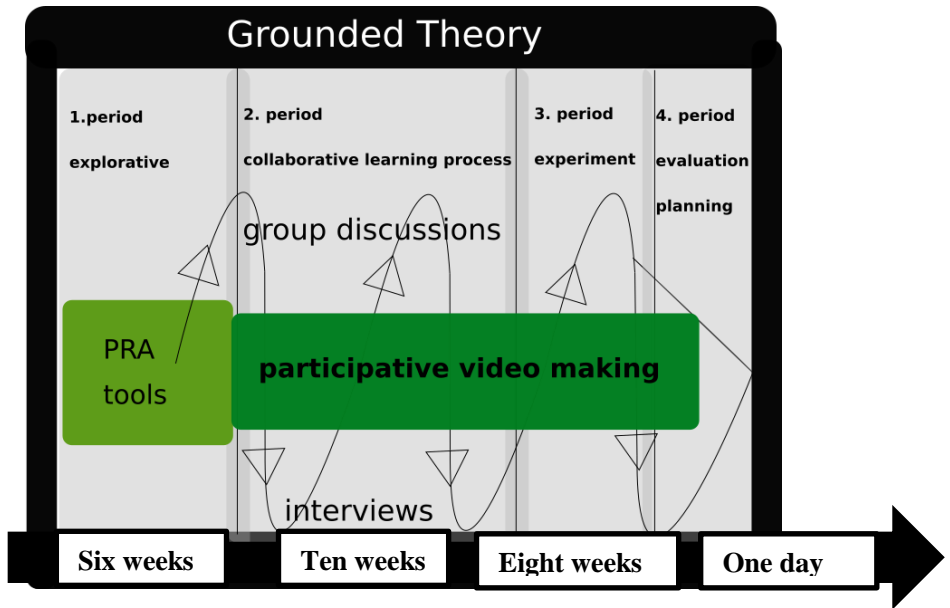 Grounded Theory
1.period
explorative
2. period
collaborative learning process
3. period
experiment
4. period
evaluation
planning
group discussions
PRA
tools
participative video making
interviews
Six weeks
Ten weeks
Eight weeks
One day